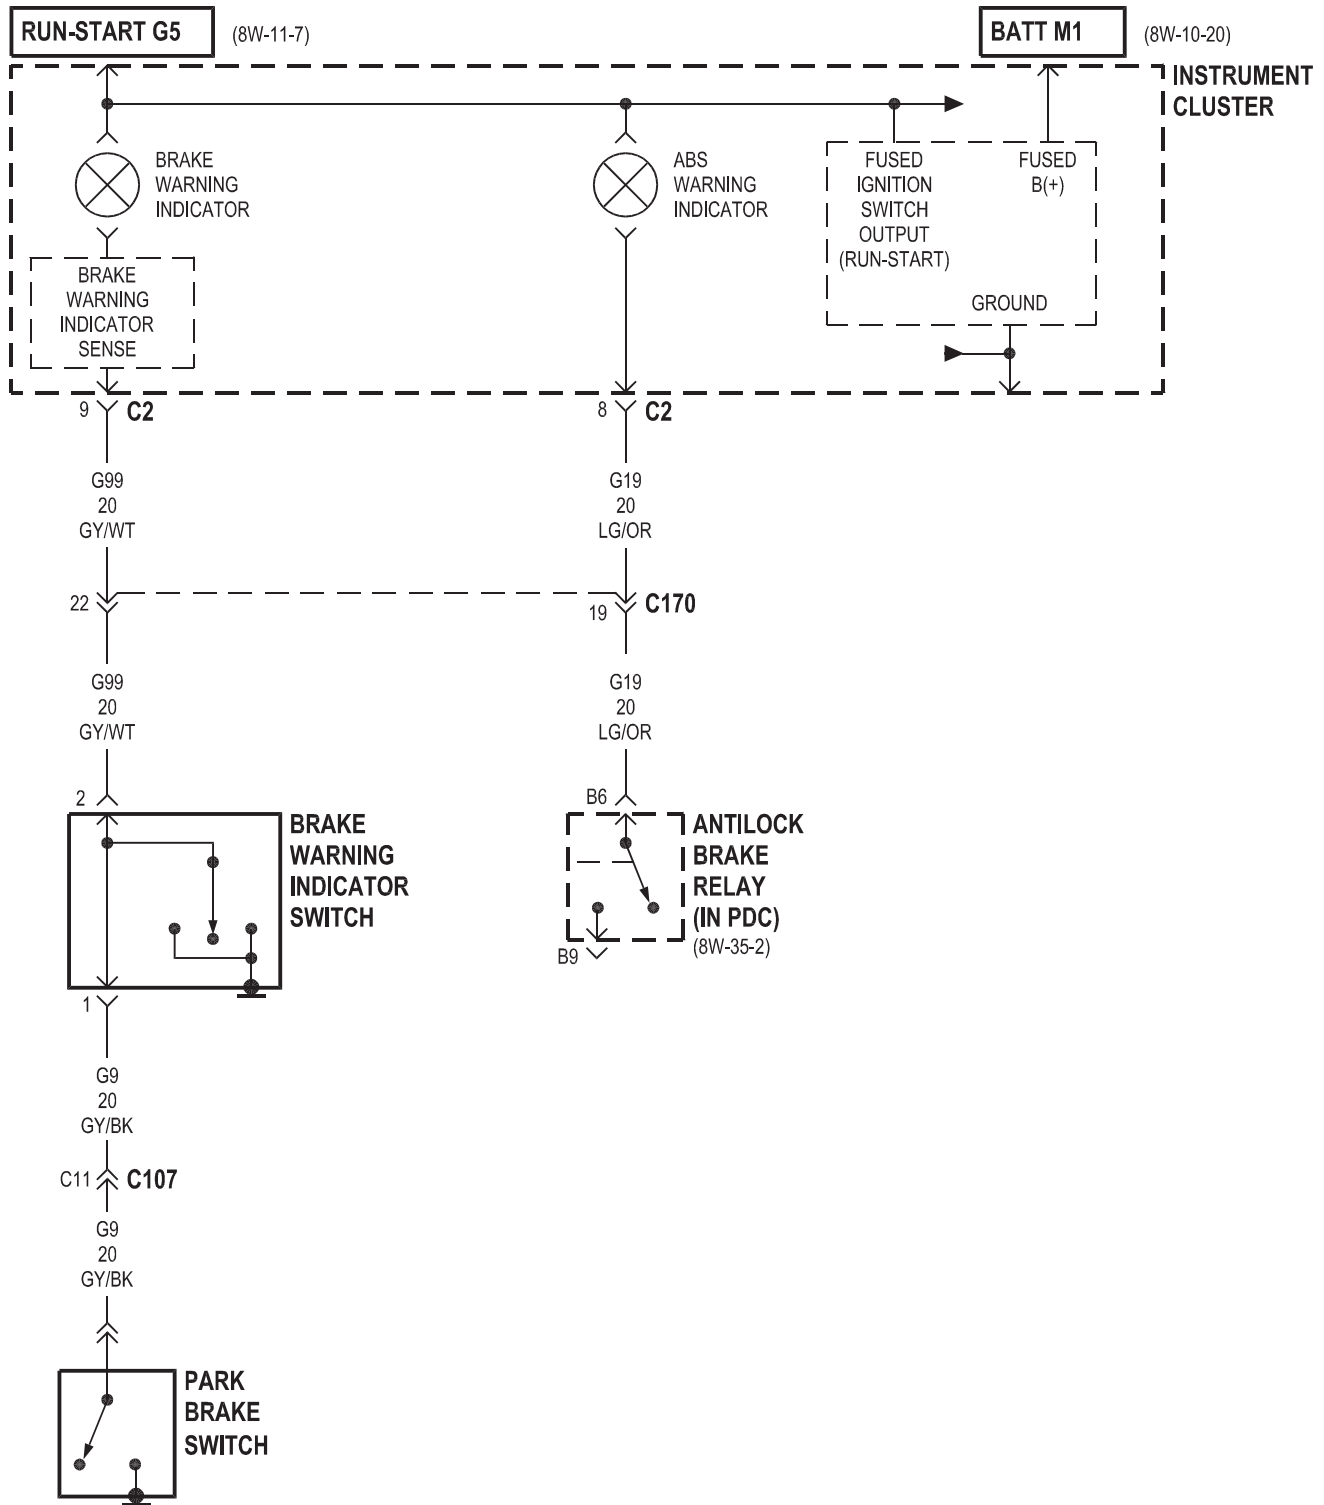 RUN-START G5
(8W-11-7)
BATT M1
(8W-10-20)
INSTRUMENT
CLUSTER
BRAKE
WARNING
INDICATOR
ABS
WARNING
INDICATOR
FUSED
IGNITION
SWITCH
OUTPUT
(RUN-START)
FUSED
B(+)
BRAKE
WARNING
INDICATOR
SENSE
GROUND
9
C2
8
C2
G99
20
GY/WT
G19
20
LG/OR
22
19
C170
G99
20
GY/WT
G19
20
LG/OR
2
B6
BRAKE
WARNING
INDICATOR
SWITCH
ANTILOCK
BRAKE
RELAY
(IN PDC)
(8W-35-2)
B9
1
G9
20
GY/BK
C11
C107
G9
20
GY/BK
PARK
BRAKE
SWITCH